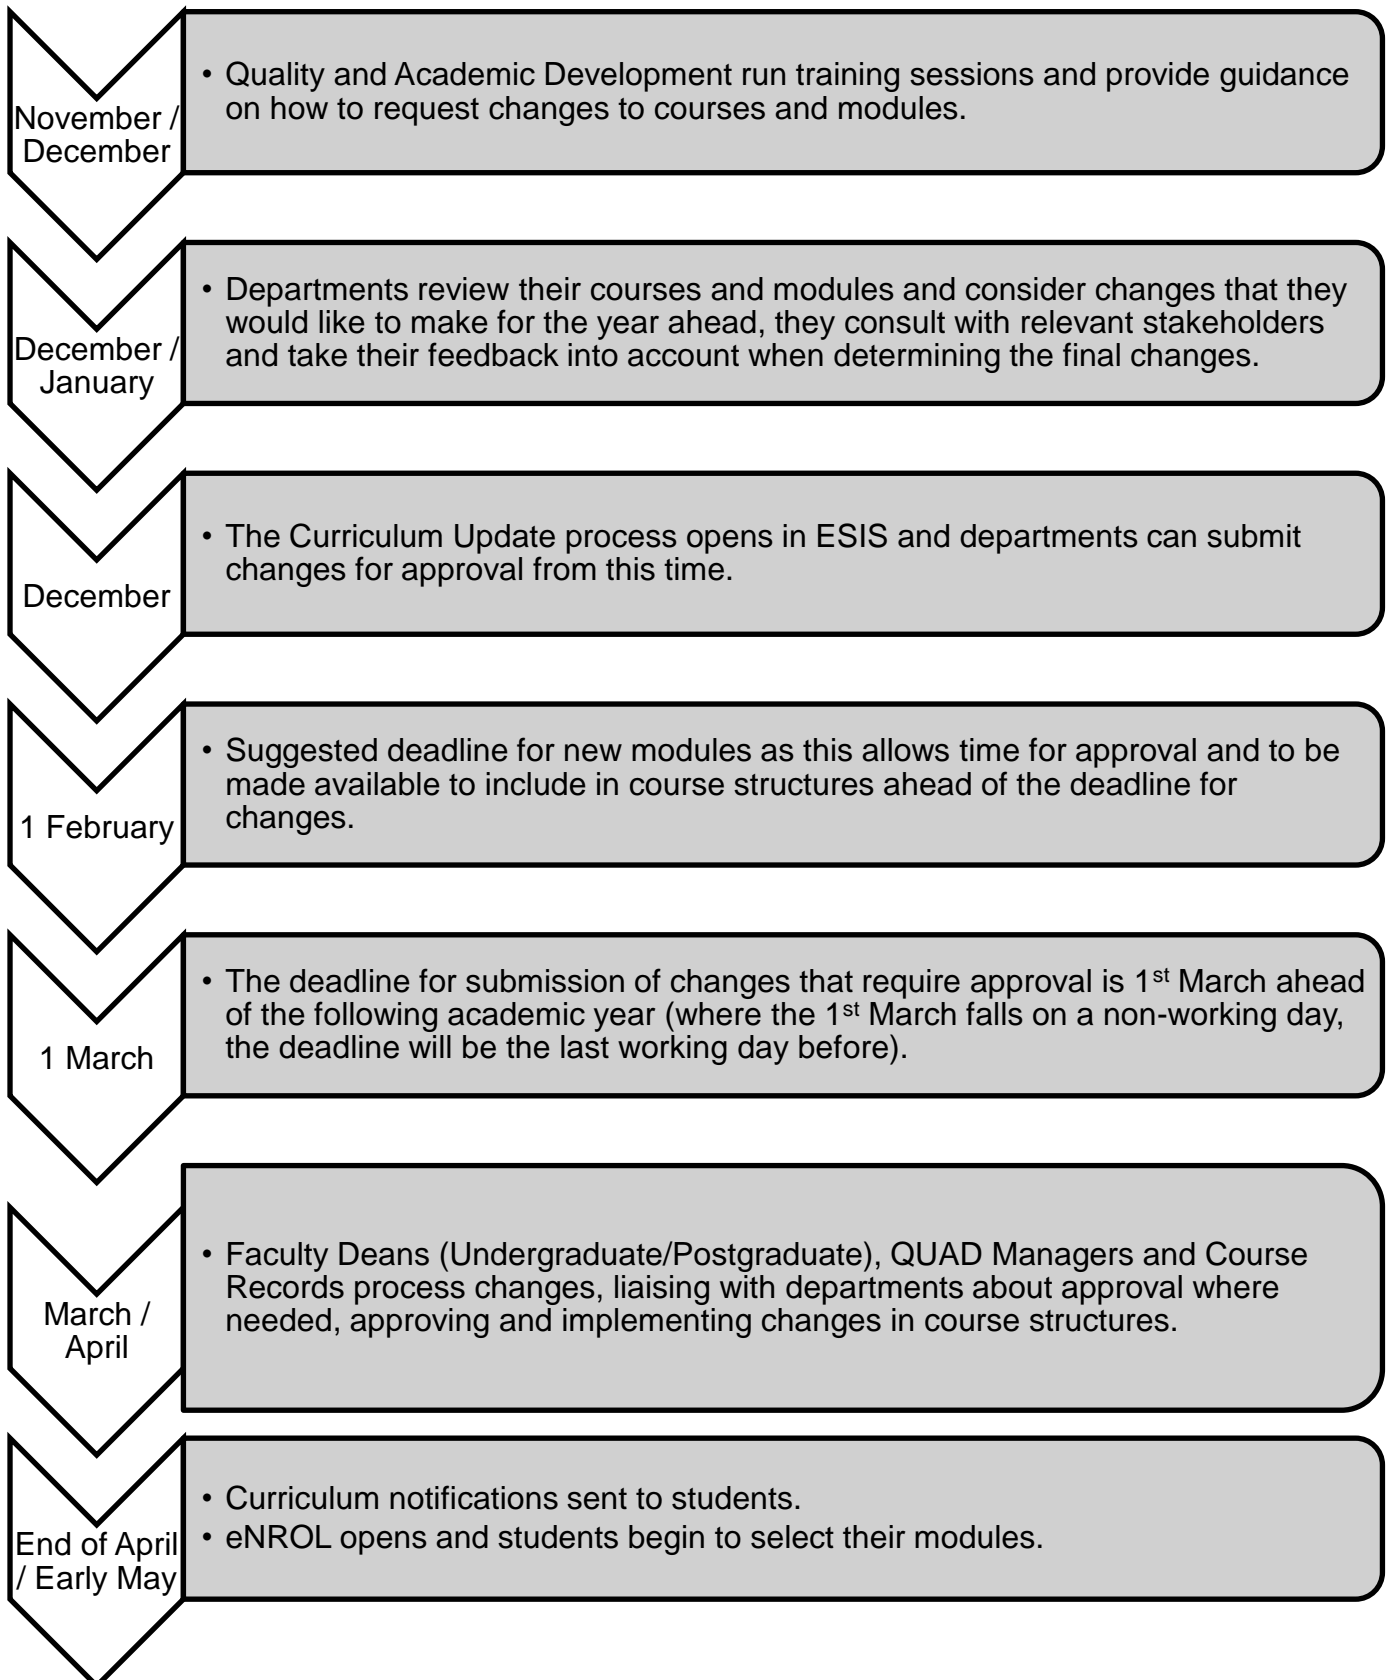 November /
December
• Quality and Academic Development run training sessions and provide guidance
on how to request changes to courses and modules.
December /
January
• Departments review their courses and modules and consider changes that they
would like to make for the year ahead, they consult with relevant stakeholders
and take their feedback into account when determining the final changes.
December
• The Curriculum Update process opens in ESIS and departments can submit
changes for approval from this time.
1 February
• Suggested deadline for new modules as this allows time for approval and to be
made available to include in course structures ahead of the deadline for
changes.
1 March
• The deadline for submission of changes that require approval is 1st March ahead
of the following academic year (where the 1st March falls on a non-working day,
the deadline will be the last working day before).
March /
April
• Faculty Deans (Undergraduate/Postgraduate), QUAD Managers and Course
Records process changes, liaising with departments about approval where
needed, approving and implementing changes in course structures.
End of April
/ Early May
• Curriculum notifications sent to students.
• eNROL opens and students begin to select their modules.